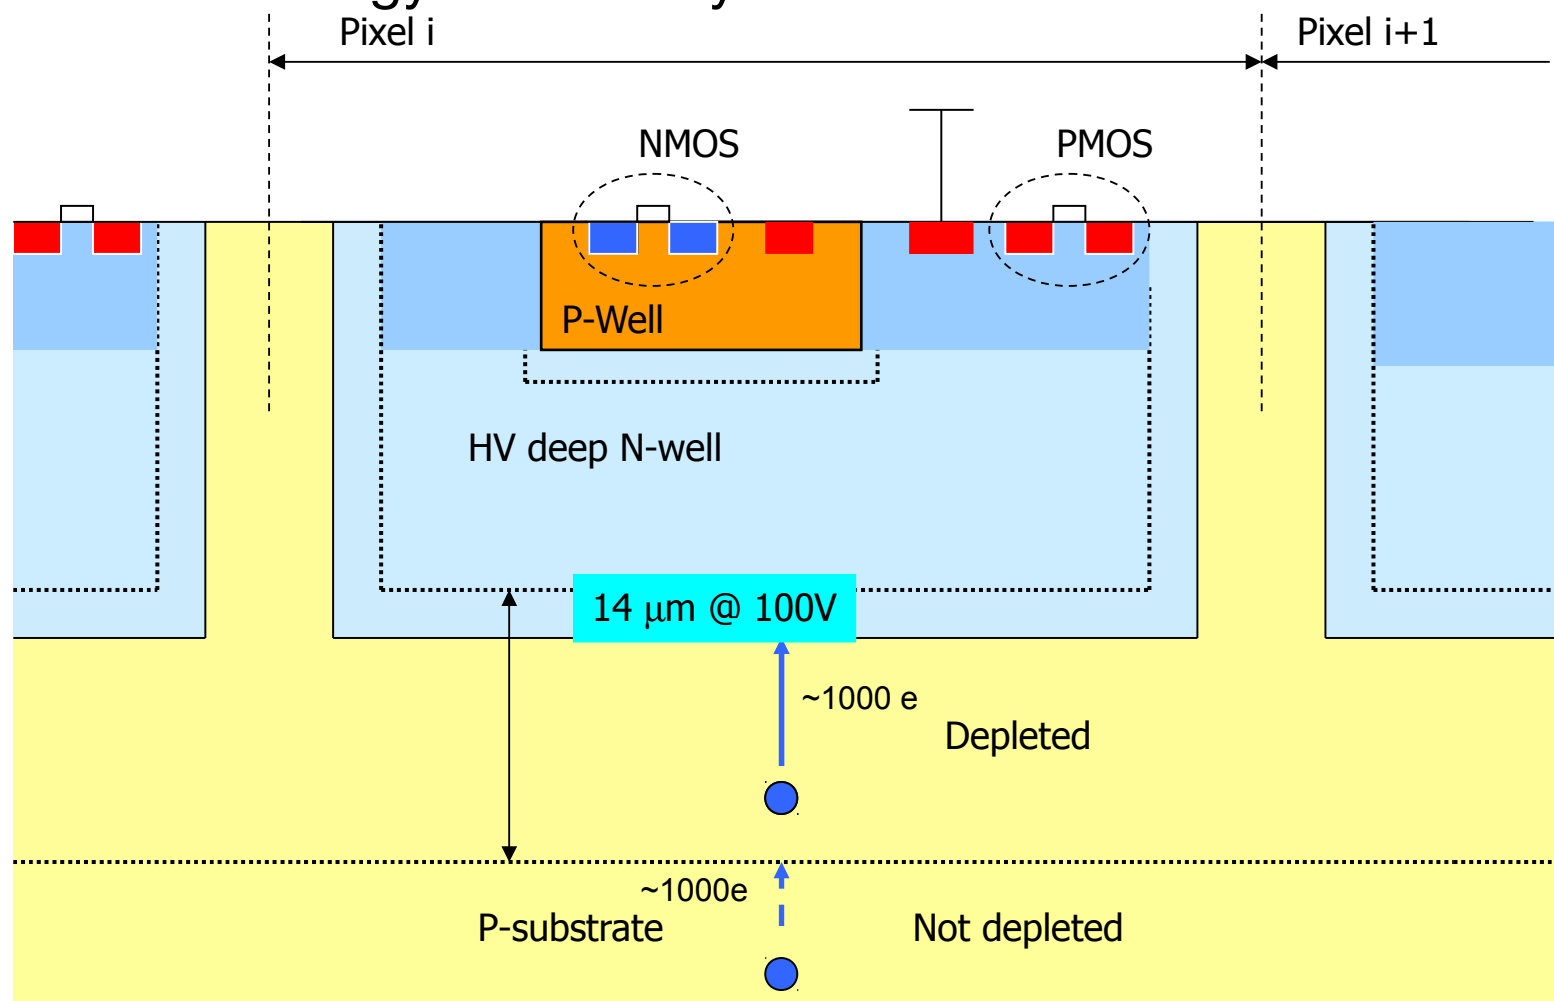 Pixel i
Pixel i+1
NMOS
PMOS
P-Well
HV deep N-well
14 μm @ 100V
~1000 e
Depleted
~1000e
P-substrate
Not depleted